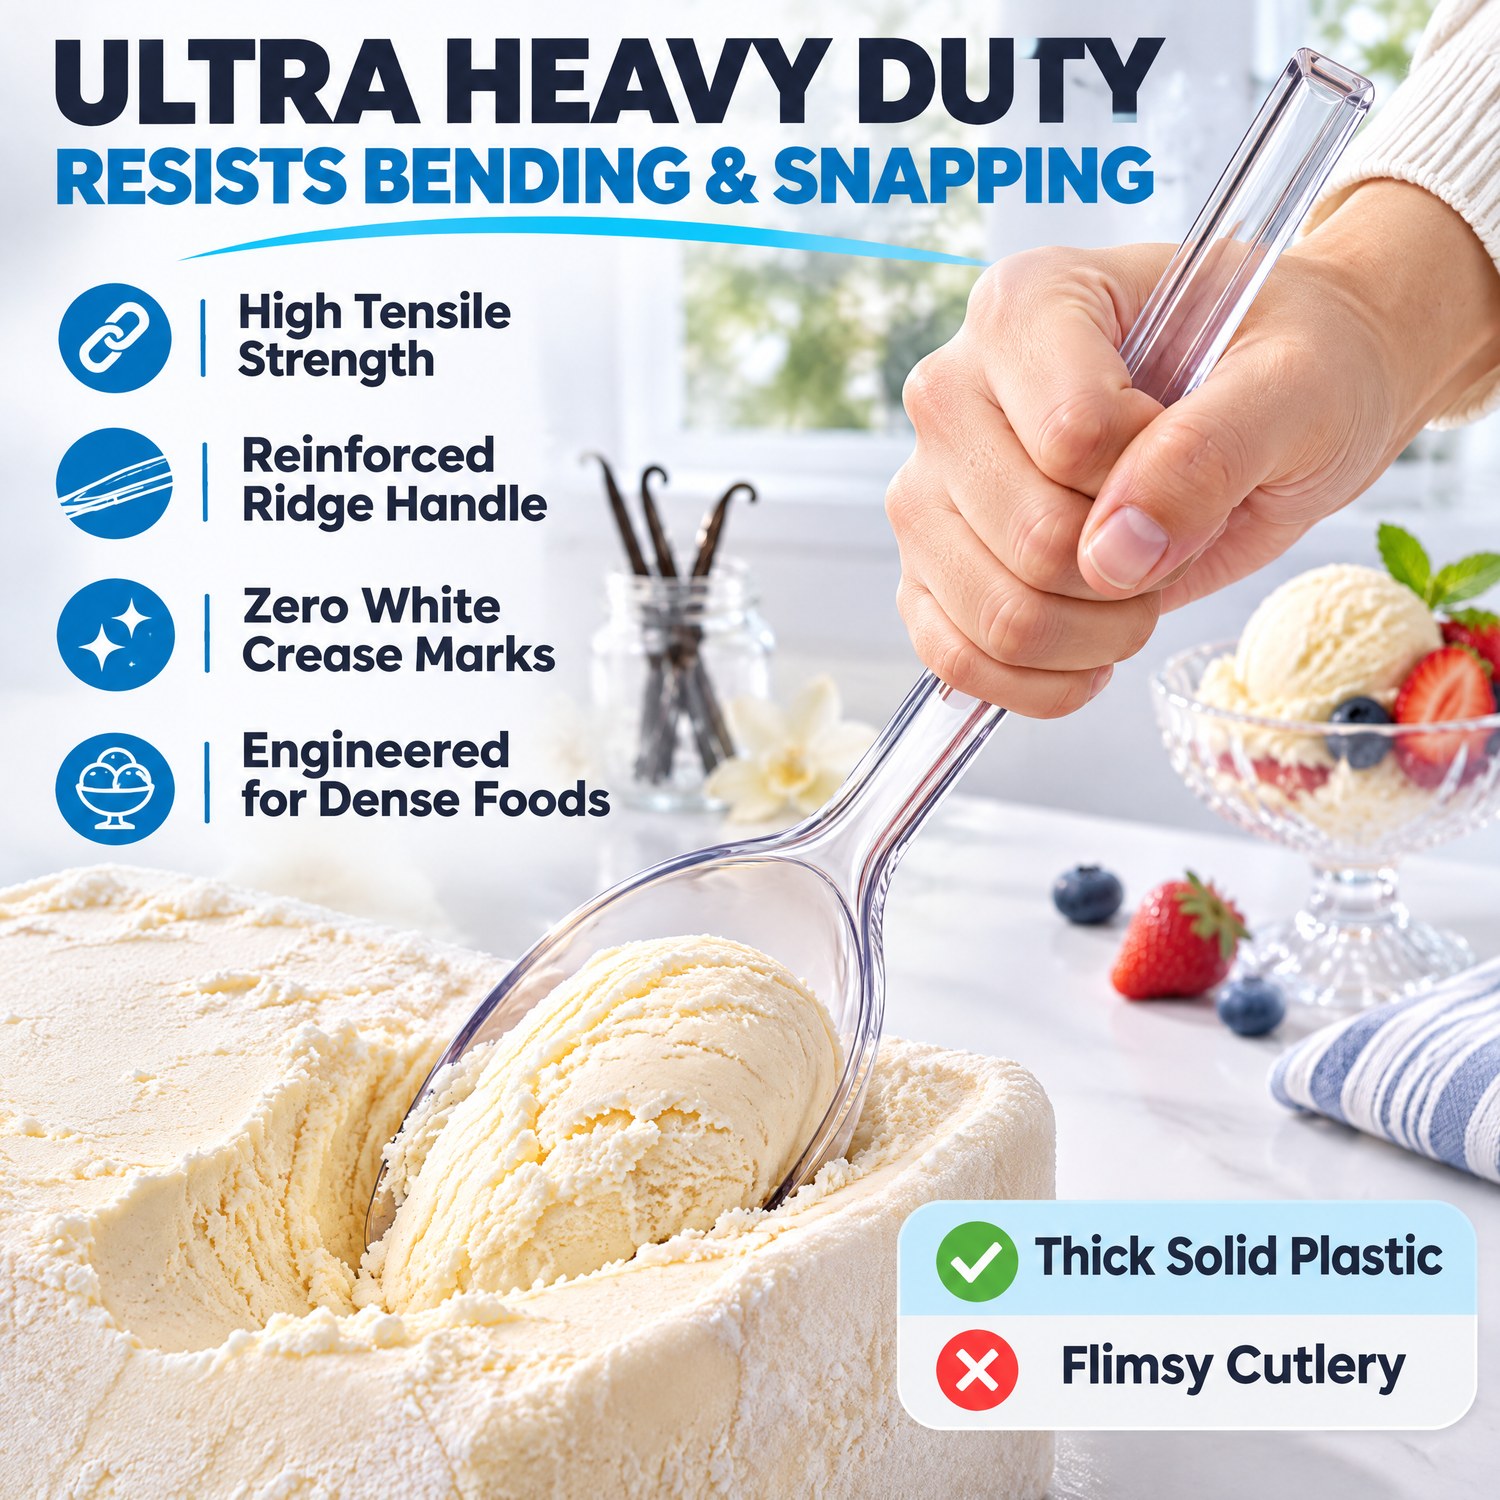 ULTRA HEAVY DUTY
RESISTS BENDING & SNAPPING
High Tensile
Strength
Reinforced
Ridge Handle
Zero White
Crease Marks
Engineered
for Dense Foods
Thick Solid Plastic
Flimsy Cutlery